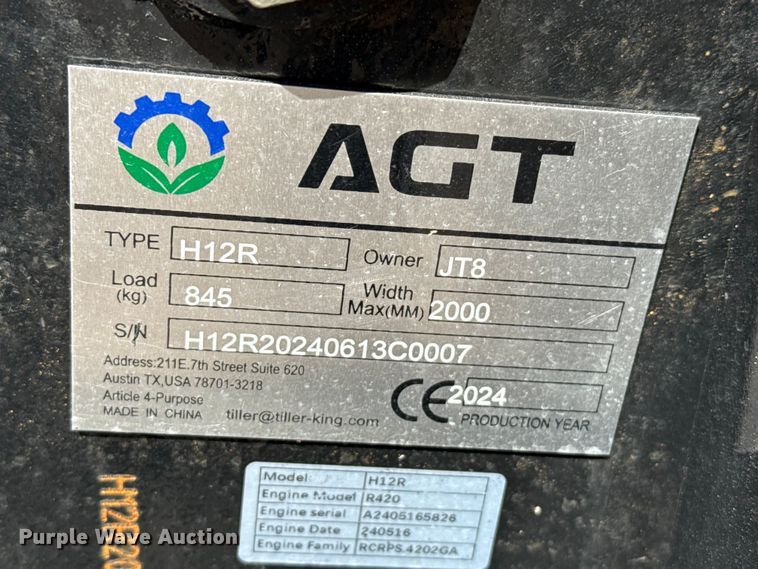 AGT
TYPE H12R Owner JT8
Load (kg) 845 Width Max(MM) 2000
S/N H12R20240613C0007
Address:211E.7th Street Suite 620
Austin TX,USA 78701-3218
Article 4-Purpose
MADE IN CHINA tiller@tiller-king.com
CE 2024
PRODUCTION YEAR
Model: H12R
Engine Model R420
Engine serial A2405165826
Engine Date 240516
Engine Family RCRPS.4202GA
H12R20
Purple Wave Auction